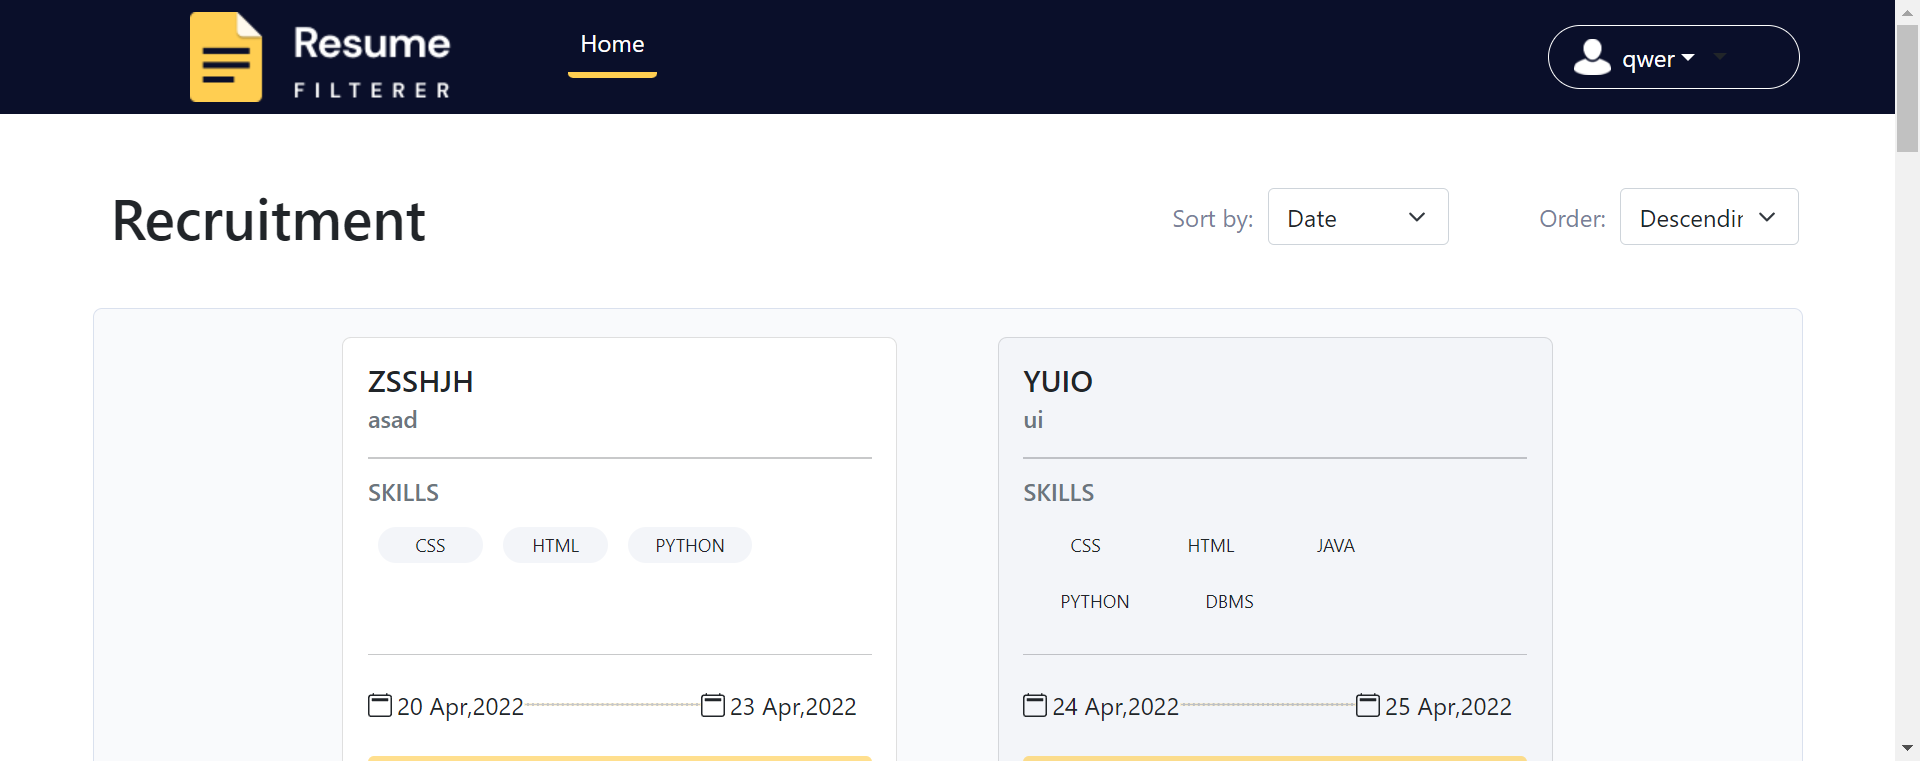 Resume
FILTERER
Home
qwer
Recruitment
Sort by: Date
Order: Descendir
ZSSHJH
asad
SKILLS
CSS HTML PYTHON
20 Apr,2022 23 Apr,2022
YUIO
ui
SKILLS
CSS HTML JAVA
PYTHON DBMS
24 Apr,2022 25 Apr,2022